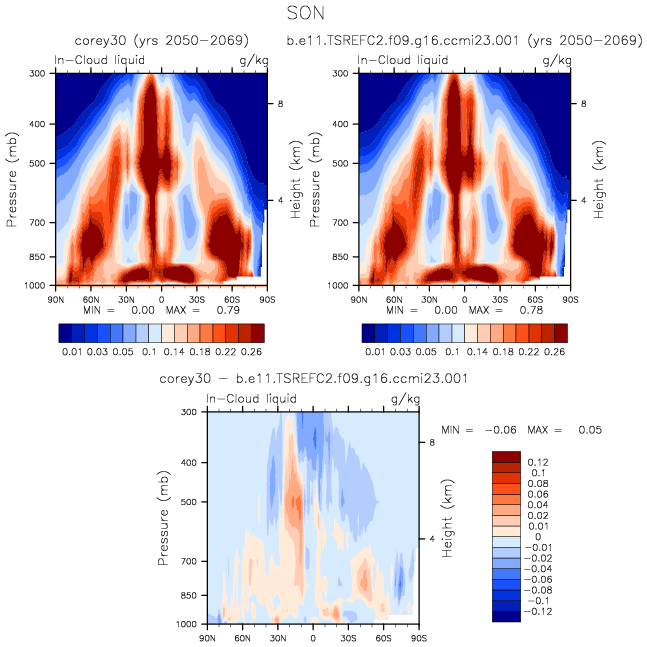 SON
corey30 (yrs 2050-2069)
b.e11.TSREFC2.f09.g16.ccmi23.001 (yrs 2050-2069)
In-Cloud liquid g/kg
In-Cloud liquid g/kg
Pressure (mb)
300
400
500
700
850
1000
8
4
Height (km)
90N 60N 30N 0 30S 60S 90S
MIN = 0.00 MAX = 0.79
0.01 0.03 0.05 0.1 0.14 0.18 0.22 0.26
Pressure (mb)
300
400
500
700
850
1000
8
4
Height (km)
90N 60N 30N 0 30S 60S 90S
MIN = 0.00 MAX = 0.78
0.01 0.03 0.05 0.1 0.14 0.18 0.22 0.26
corey30 - b.e11.TSREFC2.f09.g16.ccmi23.001
In-Cloud liquid g/kg
Pressure (mb)
300
400
500
700
850
1000
8
4
Height (km)
90N 60N 30N 0 30S 60S 90S
MIN = -0.06 MAX = 0.05
0.12
0.1
0.08
0.06
0.04
0.02
0.01
0
-0.01
-0.02
-0.04
-0.06
-0.08
-0.1
-0.12